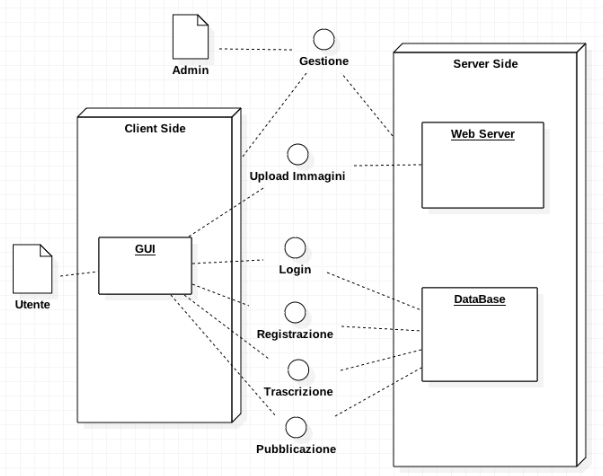 Admin
Gestione
Server Side
Client Side
Web Server
Upload Immagini
GUI
Login
Utente
DataBase
Registrazione
Trascrizione
Pubblicazione